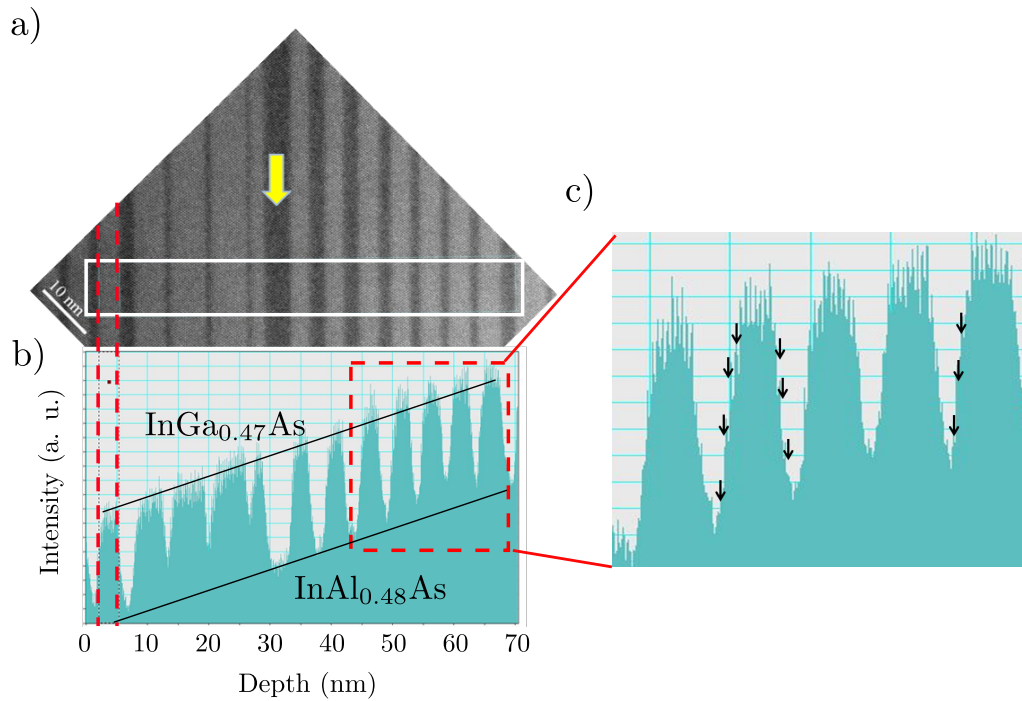 a)
10 nm
b)
InGa₀.₄₇As
InAl₀.₄₈As
Intensity (a. u.)
0 10 20 30 40 50 60 70
Depth (nm)
c)